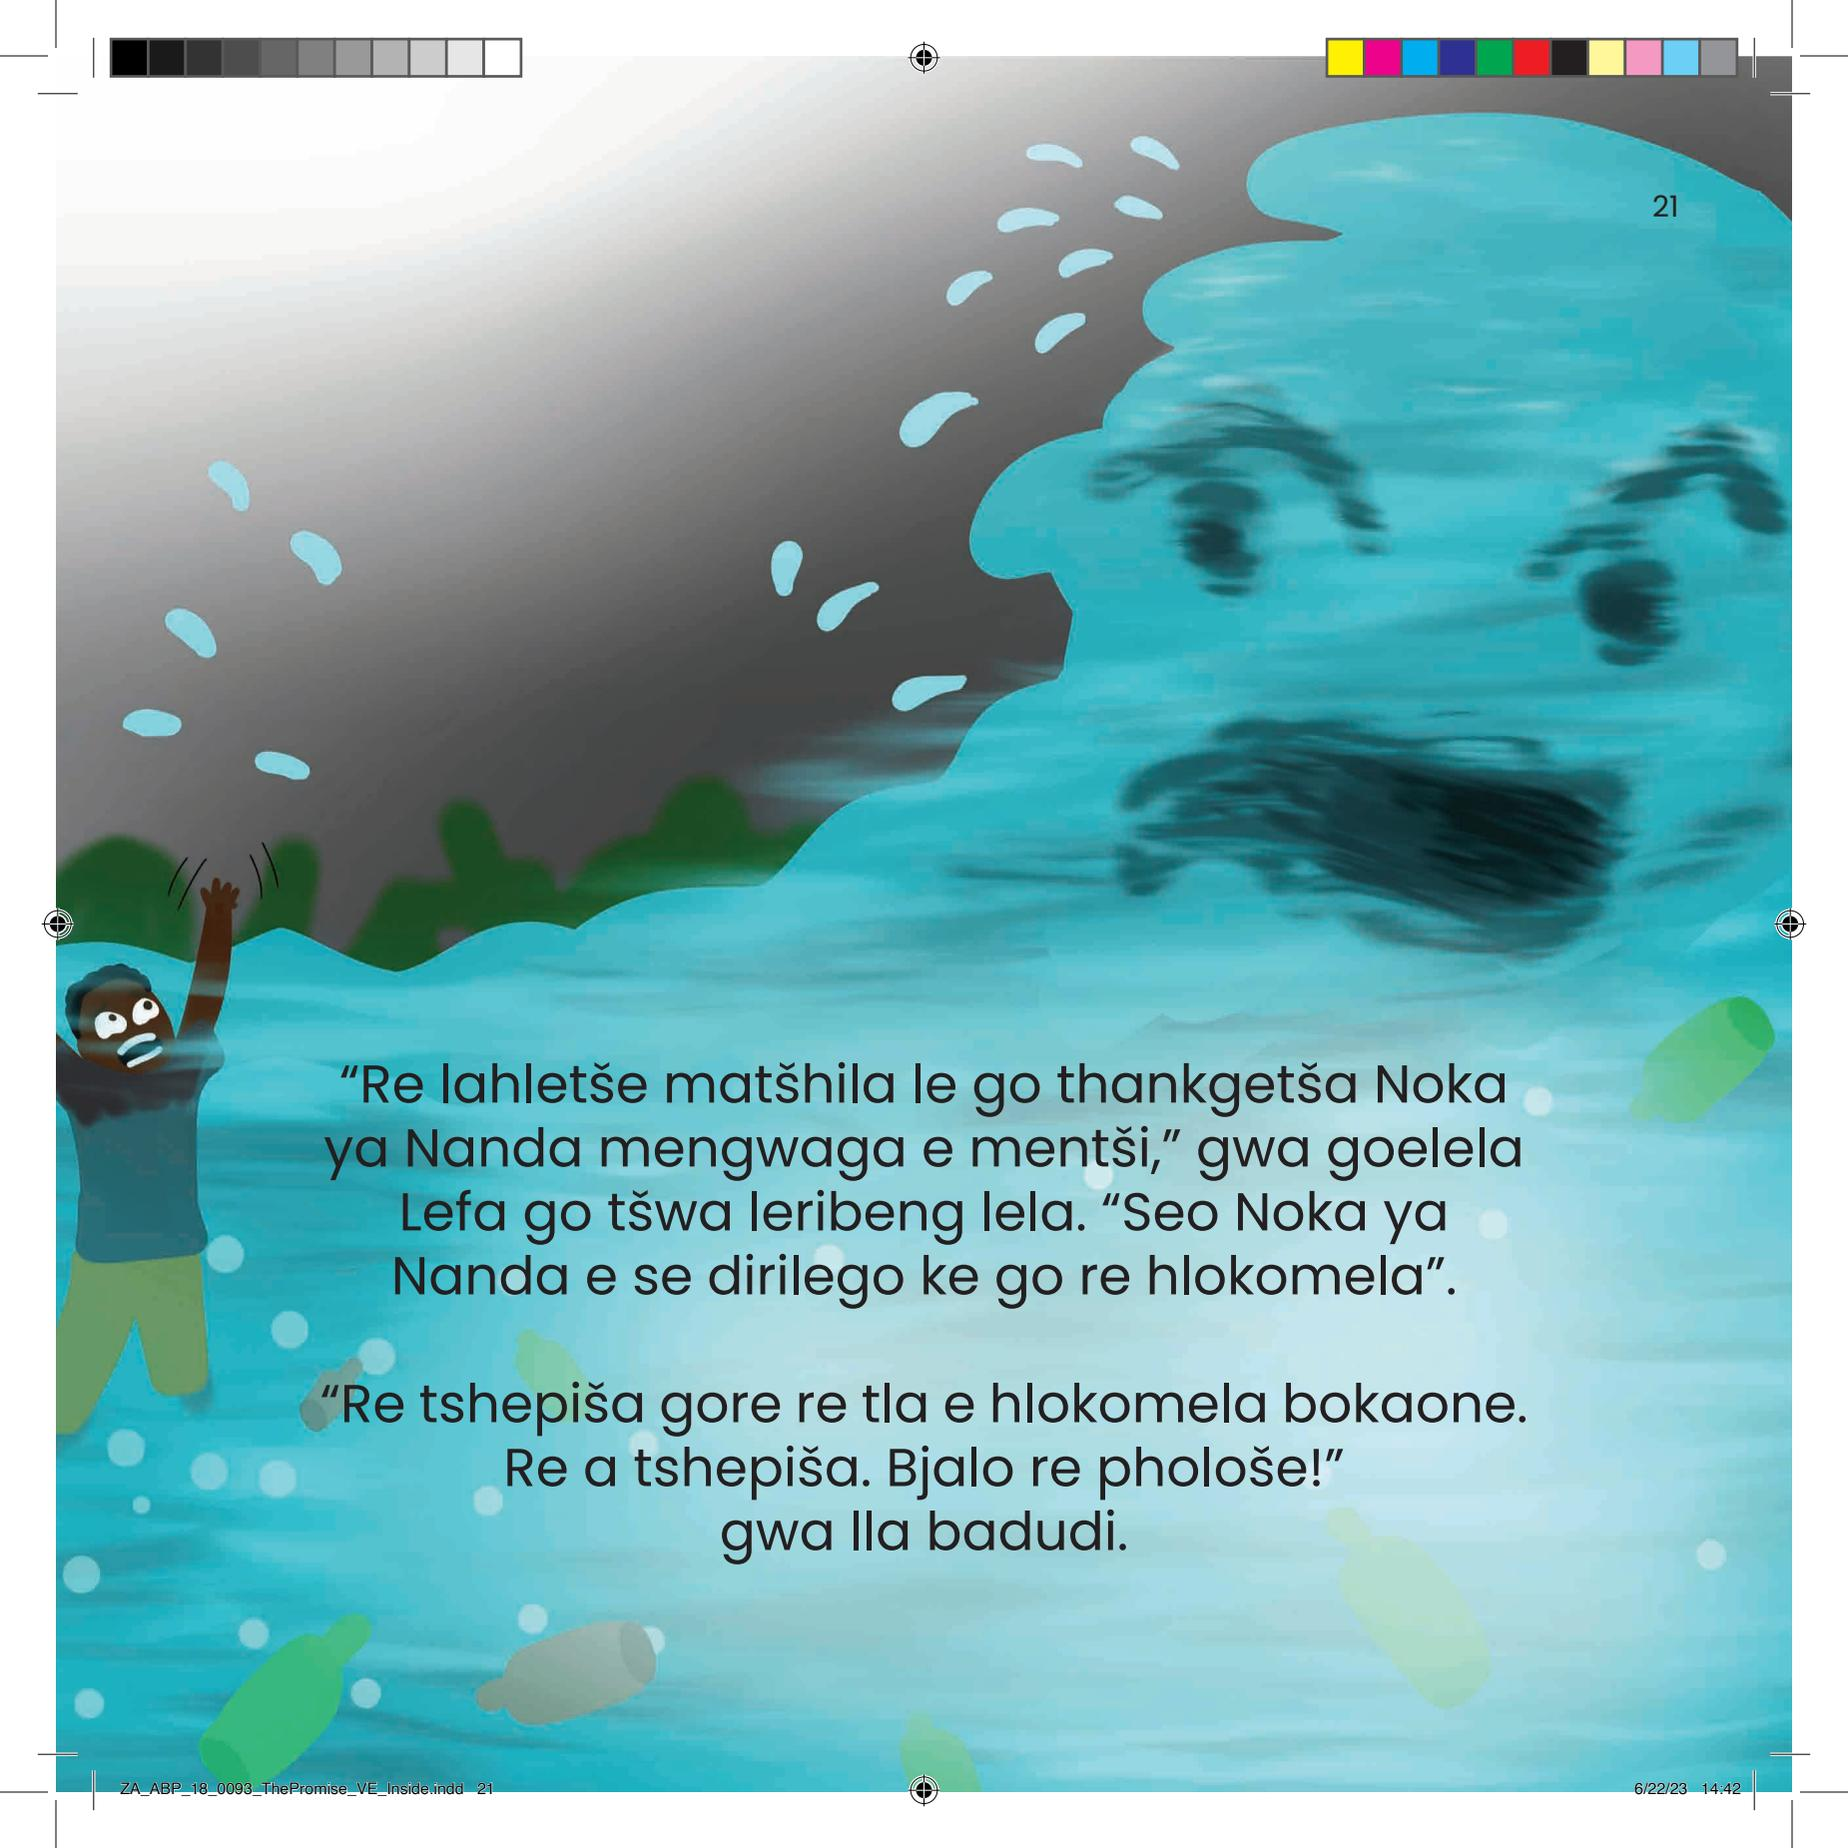 21
“Re lahletše matšhila le go thankgetša Noka
ya Nanda mengwaga e mentši,” gwa goelela
Lefa go tšwa leribeng lela. “Seo Noka ya
Nanda e se dirilego ke go re hlokomela”.
“Re tshepiša gore re tla e hlokomela bokaone.
Re a tshepiša. Bjalo re phološe!”
gwa lla badudi.
ZA_ABP_18_0093_ThePromise_VE_Inside.indd 21
6/22/23 14:42